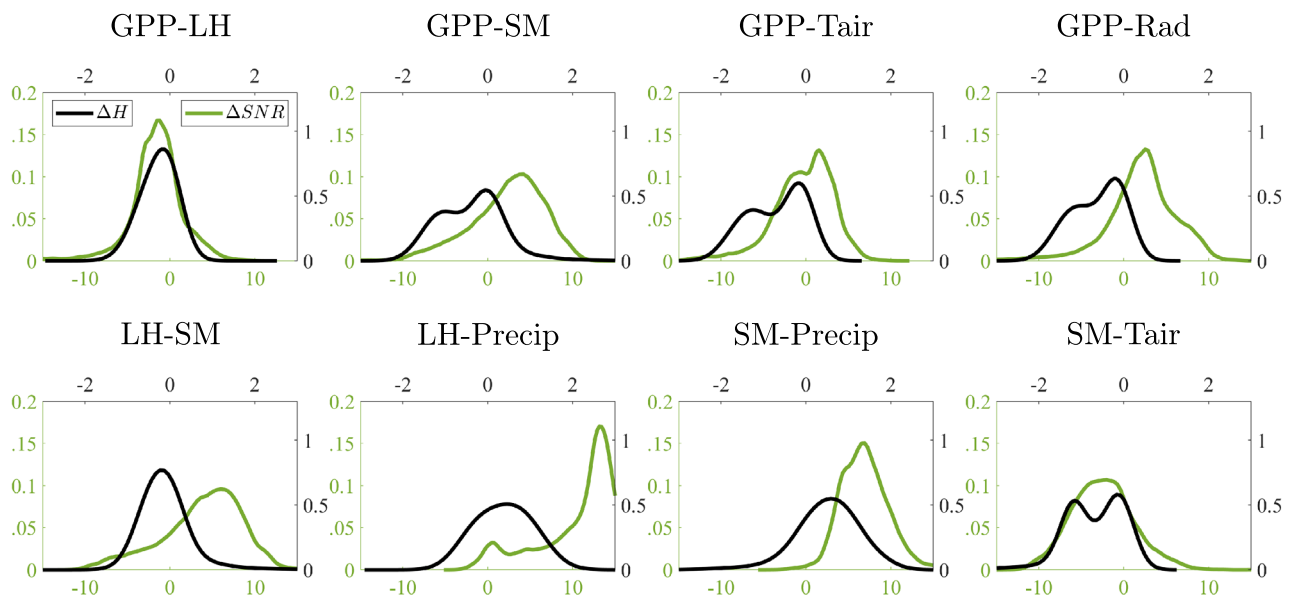 GPP-LH GPP-SM GPP-Tair GPP-Rad
-2 0 2 -2 0 2 -2 0 2 -2 0 2
0.2 0.2 0.2 0.2
ΔH ΔSNR
.15 1 .15 1 .15 1 .15 1
0.1 0.1 0.1 0.1
0.5 0.5 0.5 0.5
.05 .05 .05 .05
0 0 0 0 0 0 0 0
-10 0 10 -10 0 10 -10 0 10 -10 0 10
LH-SM LH-Precip SM-Precip SM-Tair
-2 0 2 -2 0 2 -2 0 2 -2 0 2
0.2 0.2 0.2 0.2
.15 1 .15 1 .15 1 .15 1
0.1 0.1 0.1 0.1
0.5 0.5 0.5 0.5
.05 .05 .05 .05
0 0 0 0 0 0 0 0
-10 0 10 -10 0 10 -10 0 10 -10 0 10